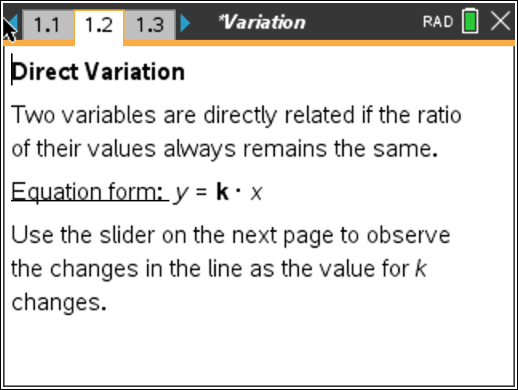 1.1 1.2 1.3 *Variation RAD
Direct Variation
Two variables are directly related if the ratio
of their values always remains the same.
Equation form: y = k · x
Use the slider on the next page to observe
the changes in the line as the value for k
changes.